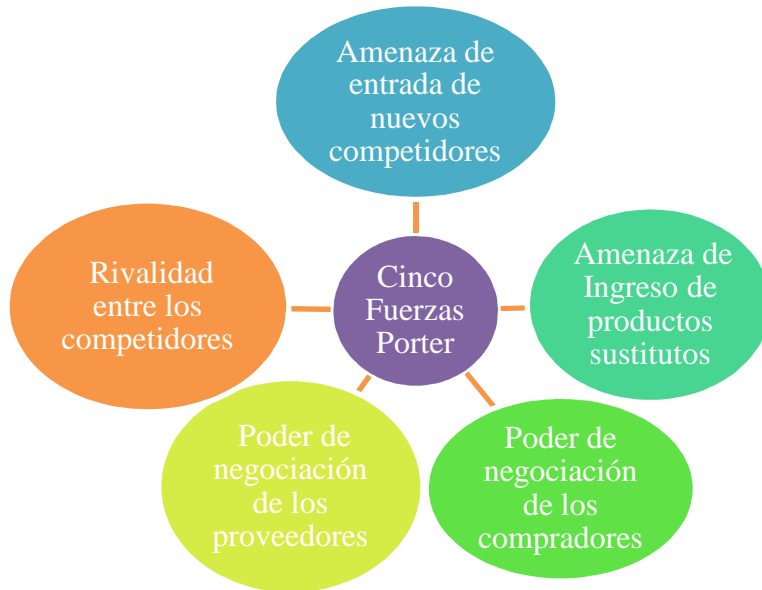 Amenaza de
entrada de
nuevos
competidores
Rivalidad
entre los
competidores
Cinco
Fuerzas
Porter
Amenaza de
Ingreso de
productos
sustitutos
Poder de
negociación
de los
proveedores
Poder de
negociación
de los
compradores